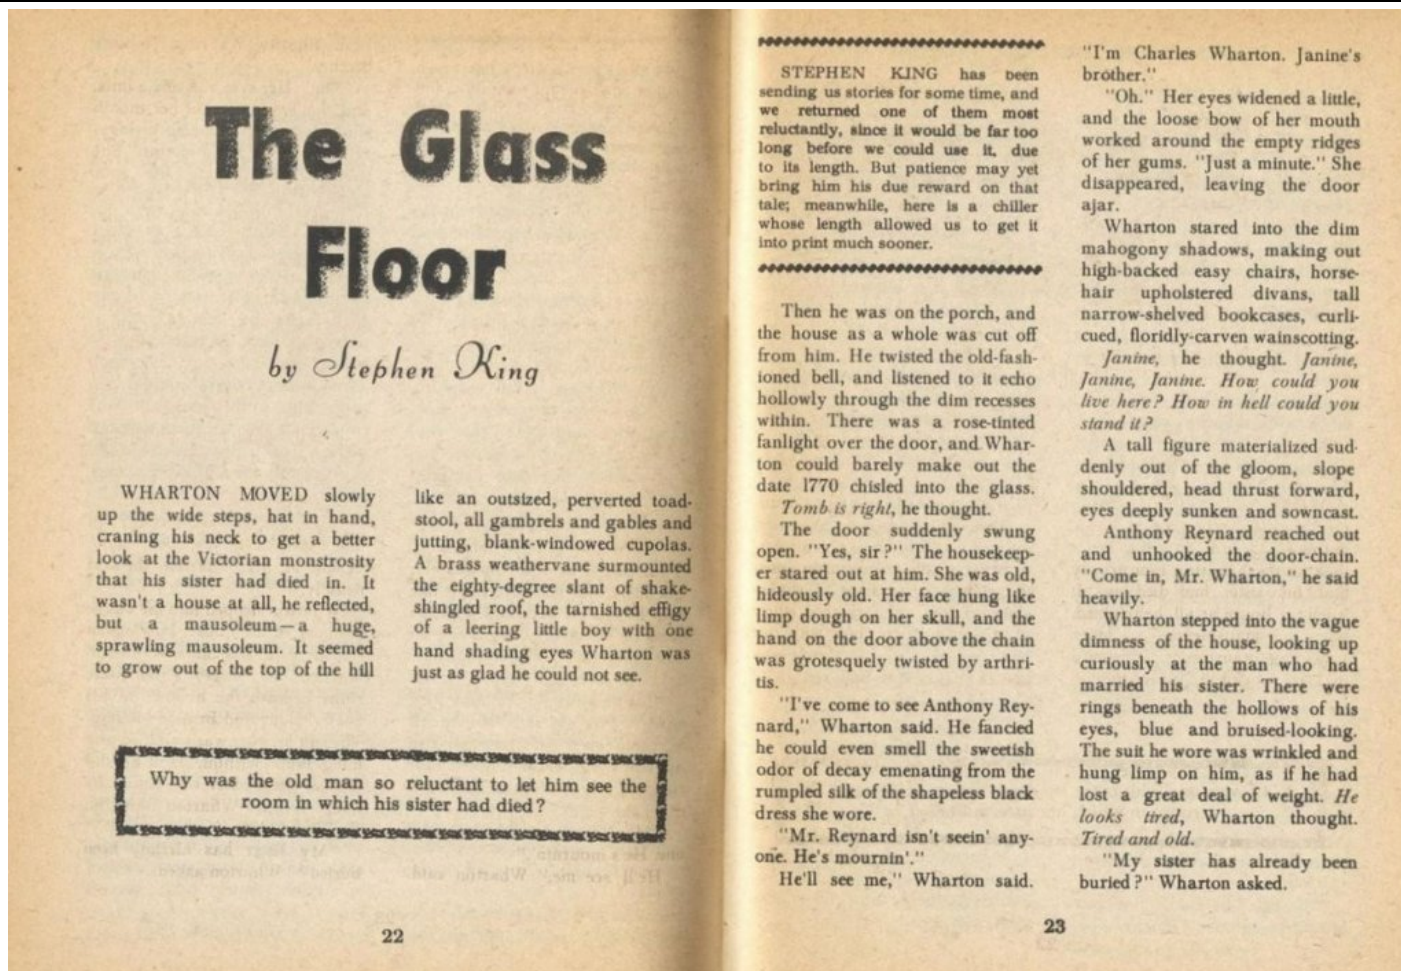 The Glass
Floor
by Stephen King
WHARTON MOVED slowly
up the wide steps, hat in hand,
craning his neck to get a better
look at the Victorian monstrosity
that his sister had died in. It
wasn't a house at all, he reflected,
but a mausoleum—a huge,
sprawling mausoleum. It seemed
to grow out of the top of the hill
like an outsized, perverted toad-
stool, all gambrels and gables and
jutting, blank-windowed cupolas.
A brass weathervane surmounted
the eighty-degree slant of shake-
shingled roof, the tarnished effigy
of a leering little boy with one
hand shading eyes Wharton was
just as glad he could not see.
Why was the old man so reluctant to let him see the
room in which his sister had died?
22
STEPHEN KING has been
sending us stories for some time, and
we returned one of them most
reluctantly, since it would be far too
long before we could use it, due
to its length. But patience may yet
bring him his due reward on that
tale; meanwhile, here is a chiller
whose length allowed us to get it
into print much sooner.
Then he was on the porch, and
the house as a whole was cut off
from him. He twisted the old-fash-
ioned bell, and listened to it echo
hollowly through the dim recesses
within. There was a rose-tinted
fanlight over the door, and Whar-
ton could barely make out the
date 1770 chisled into the glass.
Tomb is right, he thought.
The door suddenly swung
open. "Yes, sir?" The housekeep-
er stared out at him. She was old,
hideously old. Her face hung like
limp dough on her skull, and the
hand on the door above the chain
was grotesquely twisted by arthri-
tis.
"I've come to see Anthony Rey-
nard," Wharton said. He fancied
he could even smell the sweetish
odor of decay emenating from the
rumpled silk of the shapeless black
dress she wore.
"Mr. Reynard isn't seein' any-
one. He's mournin'."
He'll see me," Wharton said.
"I'm Charles Wharton. Janine's
brother."
"Oh." Her eyes widened a little,
and the loose bow of her mouth
worked around the empty ridges
of her gums. "Just a minute." She
disappeared, leaving the door
ajar.
Wharton stared into the dim
mahogany shadows, making out
high-backed easy chairs, horse-
hair upholstered divans, tall
narrow-shelved bookcases, curli-
cued, floridly-carven wainscotting.
Janine, he thought. Janine,
Janine, Janine. How could you
live here? How in hell could you
stand it?
A tall figure materialized sud-
denly out of the gloom, slope
shouldered, head thrust forward,
eyes deeply sunken and sowncast.
Anthony Reynard reached out
and unhooked the door-chain.
"Come in, Mr. Wharton," he said
heavily.
Wharton stepped into the vague
dimness of the house, looking up
curiously at the man who had
married his sister. There were
rings beneath the hollows of his
eyes, blue and bruised-looking.
The suit he wore was wrinkled and
hung limp on him, as if he had
lost a great deal of weight. He
looks tired, Wharton thought.
Tired and old.
"My sister has already been
buried?" Wharton asked.
23